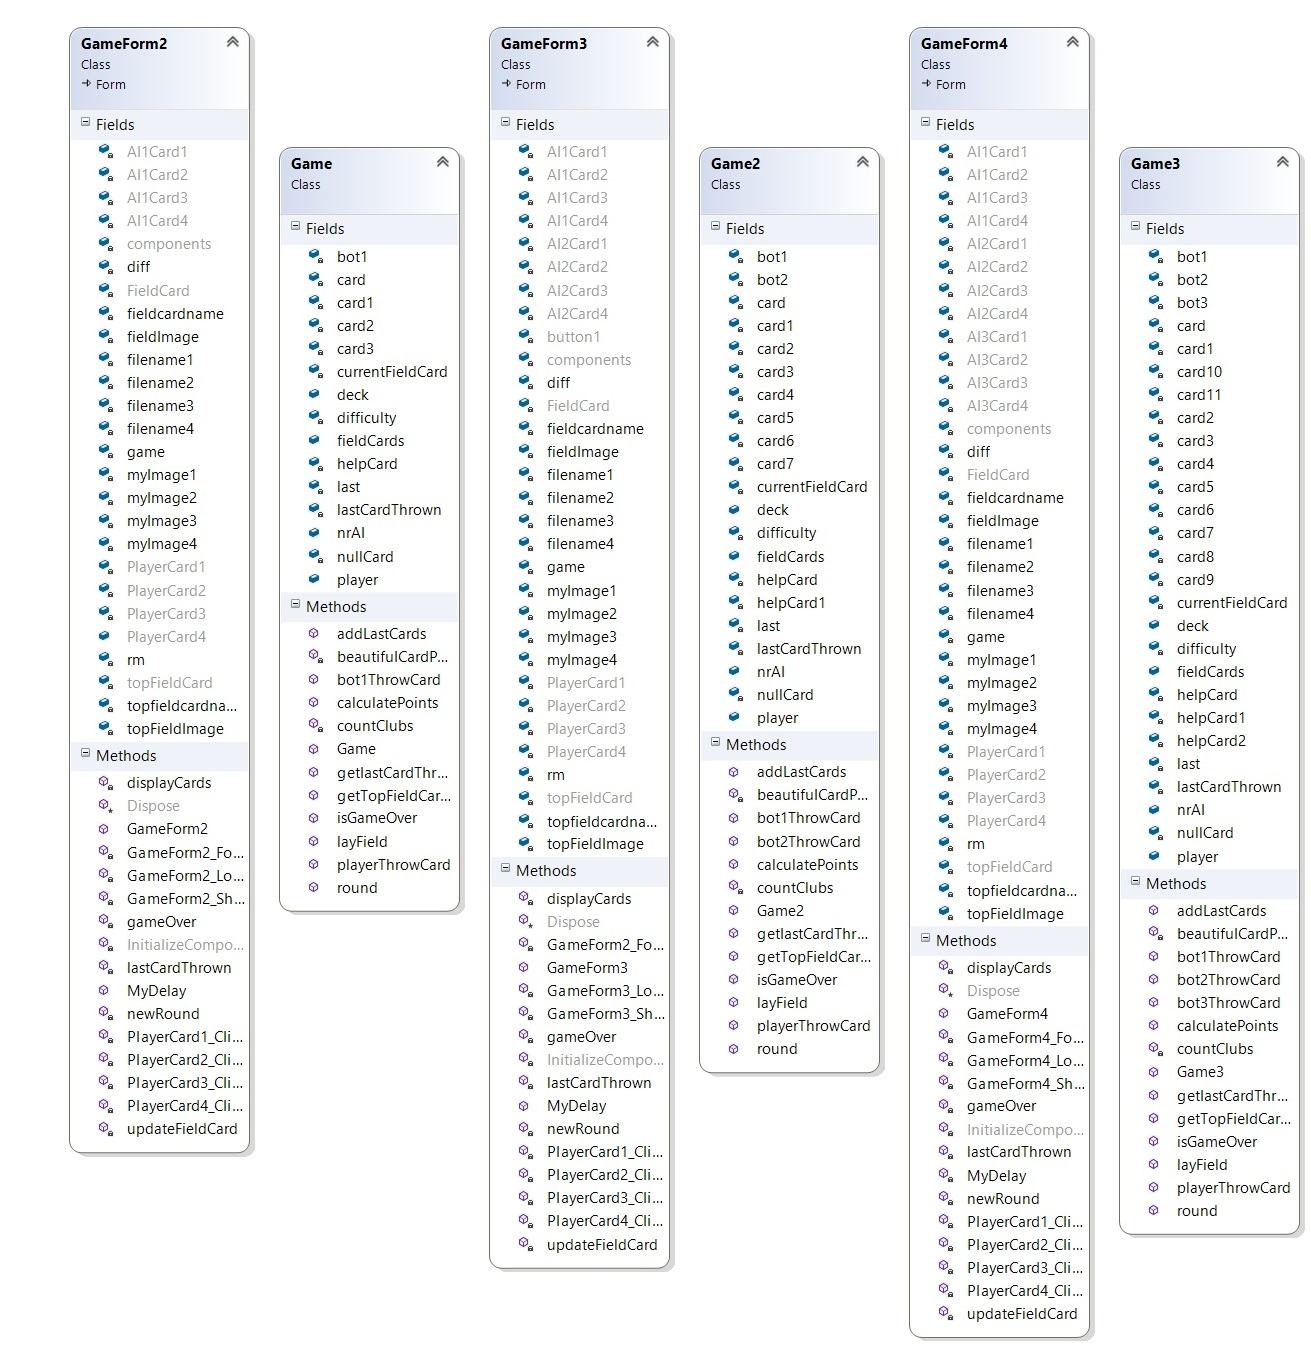 GameForm2
Class
Form
Fields
AI1Card1
AI1Card2
AI1Card3
AI1Card4
components
diff
FieldCard
fieldcardname
fieldImage
filename1
filename2
filename3
filename4
game
myImage1
myImage2
myImage3
myImage4
PlayerCard1
PlayerCard2
PlayerCard3
PlayerCard4
rm
topFieldCard
topfieldcardna...
topFieldImage
Methods
displayCards
Dispose
GameForm2
GameForm2_Fo...
GameForm2_Lo...
GameForm2_Sh...
gameOver
InitializeCompo...
lastCardThrown
MyDelay
newRound
PlayerCard1_Cli...
PlayerCard2_Cli...
PlayerCard3_Cli...
PlayerCard4_Cli...
updateFieldCard
Game
Class
Fields
bot1
card
card1
card2
card3
currentFieldCard
deck
difficulty
fieldCards
helpCard
last
lastCardThrown
nrAI
nullCard
player
Methods
addLastCards
beautifulCardP...
bot1ThrowCard
calculatePoints
countClubs
Game
getlastCardThr...
getTopFieldCar...
isGameOver
layField
playerThrowCard
round
GameForm3
Class
Form
Fields
AI1Card1
AI1Card2
AI1Card3
AI1Card4
AI2Card1
AI2Card2
AI2Card3
AI2Card4
button1
components
diff
FieldCard
fieldcardname
fieldImage
filename1
filename2
filename3
filename4
game
myImage1
myImage2
myImage3
myImage4
PlayerCard1
PlayerCard2
PlayerCard3
PlayerCard4
rm
topFieldCard
topfieldcardna...
topFieldImage
Methods
displayCards
Dispose
GameForm2_Fo...
GameForm3
GameForm3_Lo...
GameForm3_Sh...
gameOver
InitializeCompo...
lastCardThrown
MyDelay
newRound
PlayerCard1_Cli...
PlayerCard2_Cli...
PlayerCard3_Cli...
PlayerCard4_Cli...
updateFieldCard
Game2
Class
Fields
bot1
bot2
card
card1
card2
card3
card4
card5
card6
card7
currentFieldCard
deck
difficulty
fieldCards
helpCard
helpCard1
last
lastCardThrown
nrAI
nullCard
player
Methods
addLastCards
beautifulCardP...
bot1ThrowCard
bot2ThrowCard
calculatePoints
countClubs
Game2
getlastCardThr...
getTopFieldCar...
isGameOver
layField
playerThrowCard
round
GameForm4
Class
Form
Fields
AI1Card1
AI1Card2
AI1Card3
AI1Card4
AI2Card1
AI2Card2
AI2Card3
AI2Card4
AI3Card1
AI3Card2
AI3Card3
AI3Card4
components
diff
FieldCard
fieldcardname
fieldImage
filename1
filename2
filename3
filename4
game
myImage1
myImage2
myImage3
myImage4
PlayerCard1
PlayerCard2
PlayerCard3
PlayerCard4
rm
topFieldCard
topfieldcardna...
topFieldImage
Methods
displayCards
Dispose
GameForm4
GameForm4_Fo...
GameForm4_Lo...
GameForm4_Sh...
gameOver
InitializeCompo...
lastCardThrown
MyDelay
newRound
PlayerCard1_Cli...
PlayerCard2_Cli...
PlayerCard3_Cli...
PlayerCard4_Cli...
updateFieldCard
Game3
Class
Fields
bot1
bot2
bot3
card
card1
card10
card11
card2
card3
card4
card5
card6
card7
card8
card9
currentFieldCard
deck
difficulty
fieldCards
helpCard
helpCard1
helpCard2
last
lastCardThrown
nrAI
nullCard
player
Methods
addLastCards
beautifulCardP...
bot1ThrowCard
bot2ThrowCard
bot3ThrowCard
calculatePoints
countClubs
Game3
getlastCardThr...
getTopFieldCar...
isGameOver
layField
playerThrowCard
round